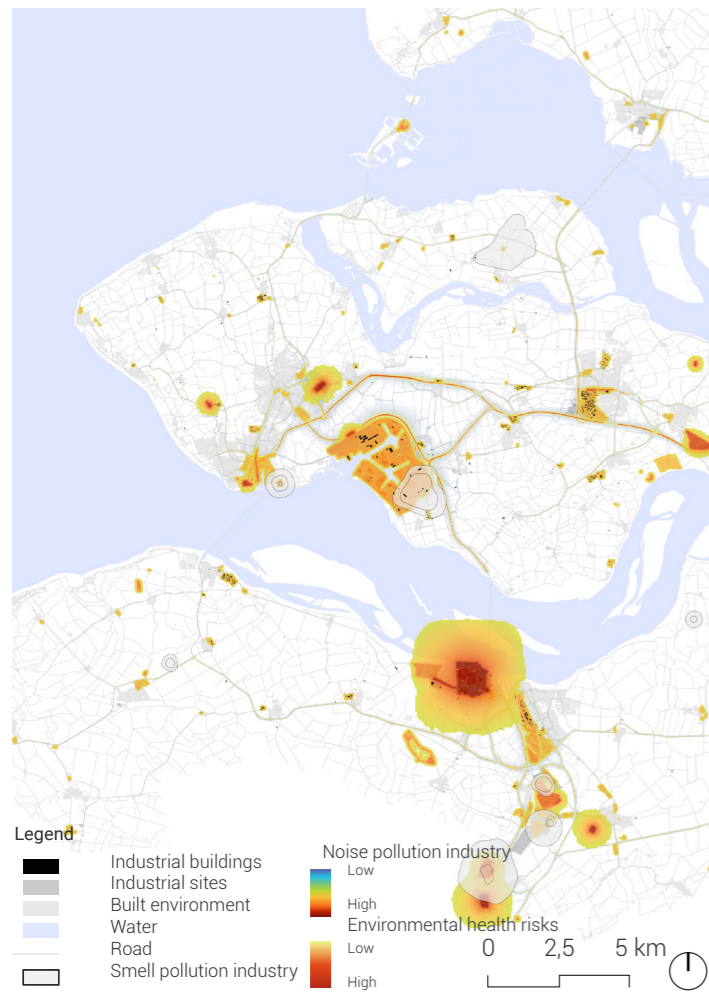 Legend
Industrial buildings
Industrial sites
Built environment
Water
Road
Smell pollution industry
Noise pollution industry
Low
High
Environmental health risks
Low
High
0 2,5 5 km